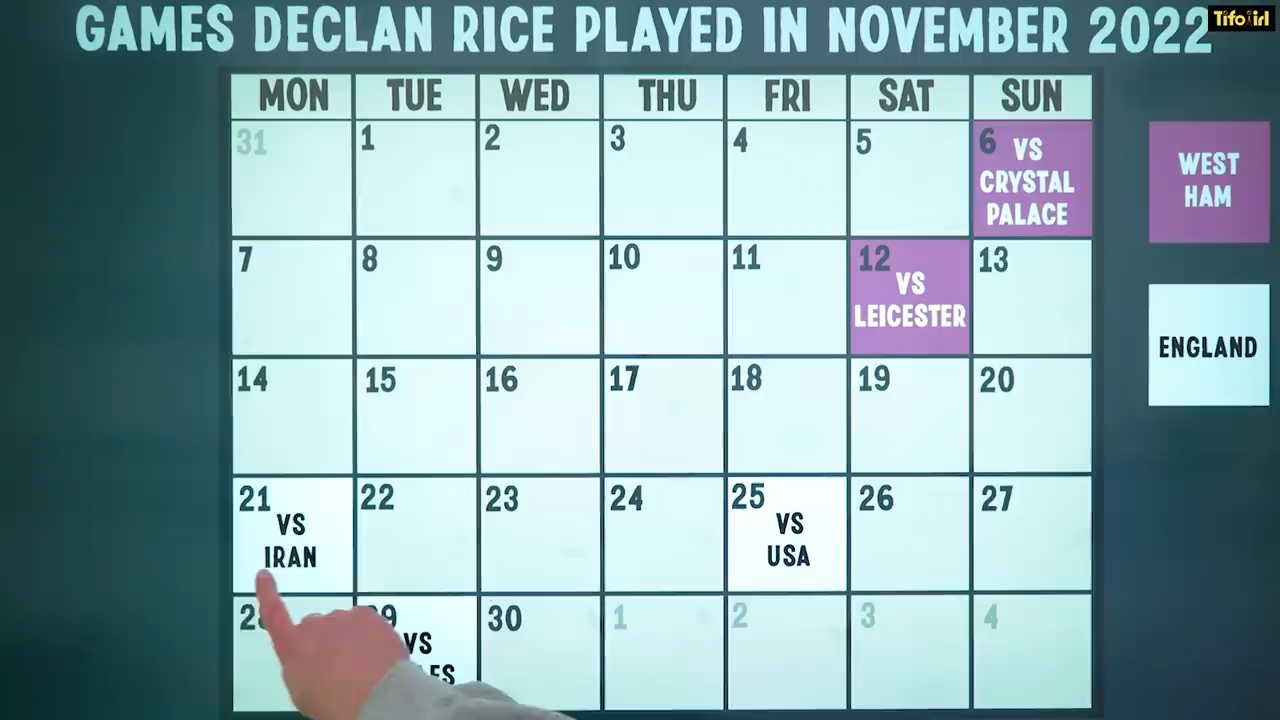 GAMES DECLAN RICE PLAYED IN NOVEMBER 2022
Tifo irl
MON TUE WED THU FRI SAT SUN
31 1 2 3 4 5 6
VS
CRYSTAL
PALACE
WEST
HAM
7 8 9 10 11 12 13
VS
LEICESTER
ENGLAND
14 15 16 17 18 19 20
21 22 23 24 25 26 27
VS
IRAN
VS
USA
30 1 2 3 4
VS